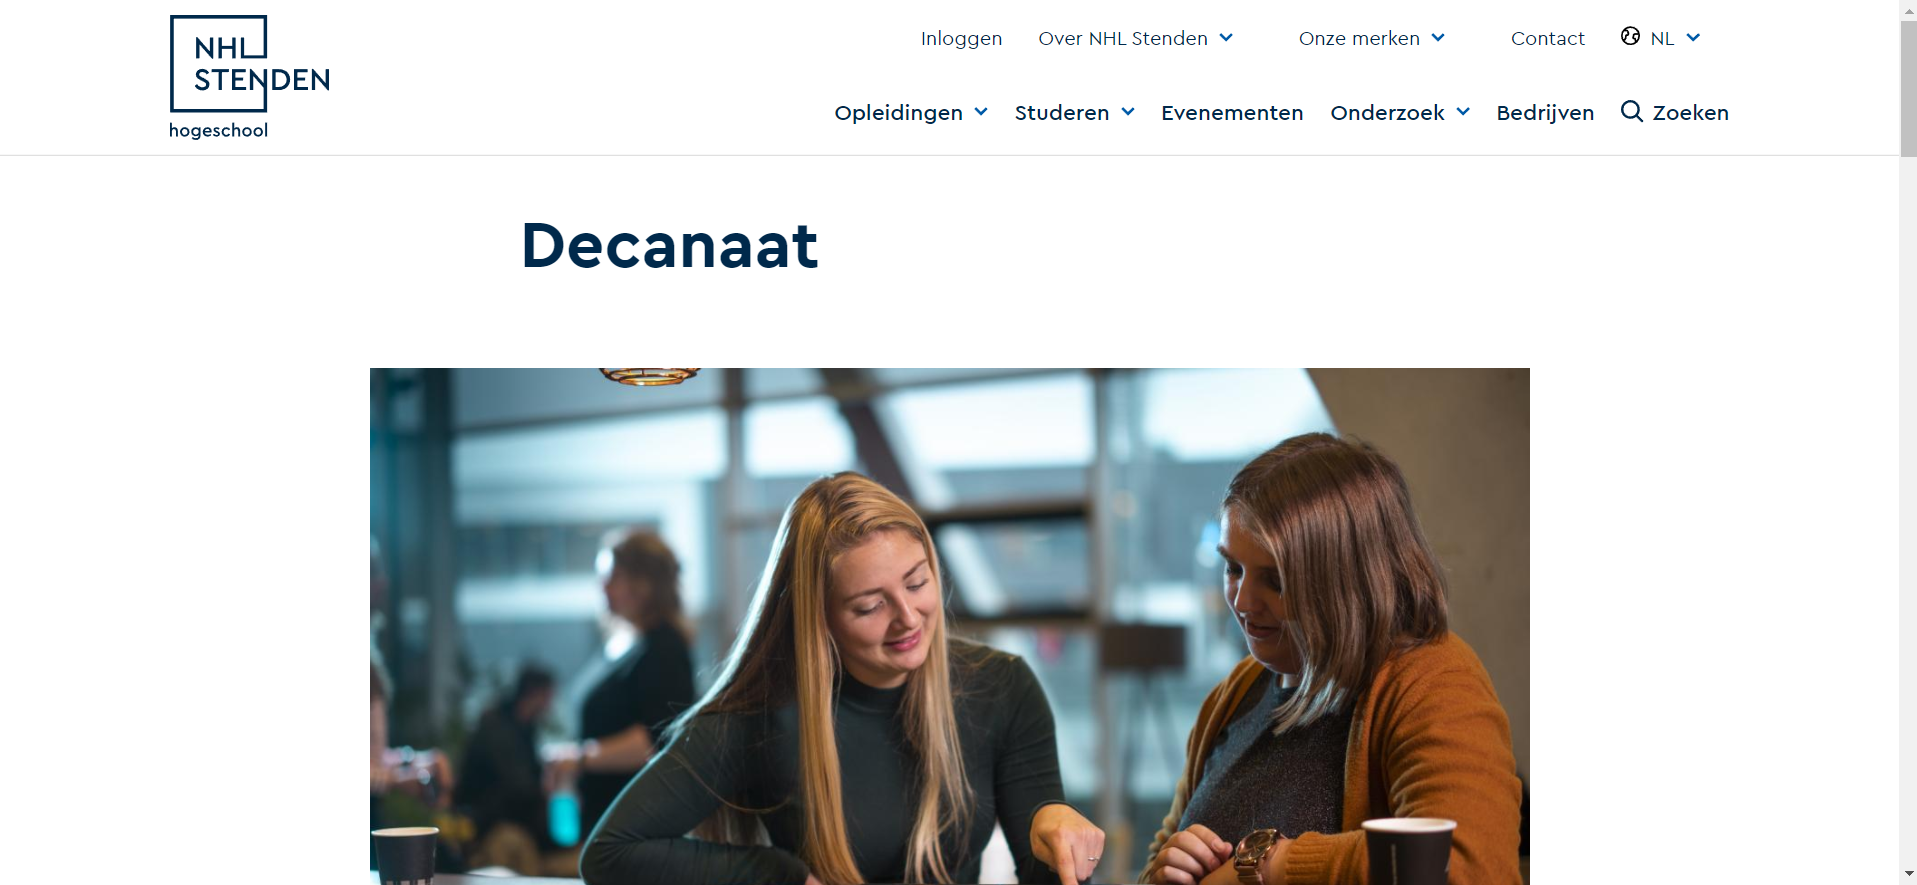 NHL
STENDEN
hogeschool
Inloggen
Over NHL Stenden
Onze merken
Contact
NL
Opleidingen
Studeren
Evenementen
Onderzoek
Bedrijven
Zoeken
Decanaat